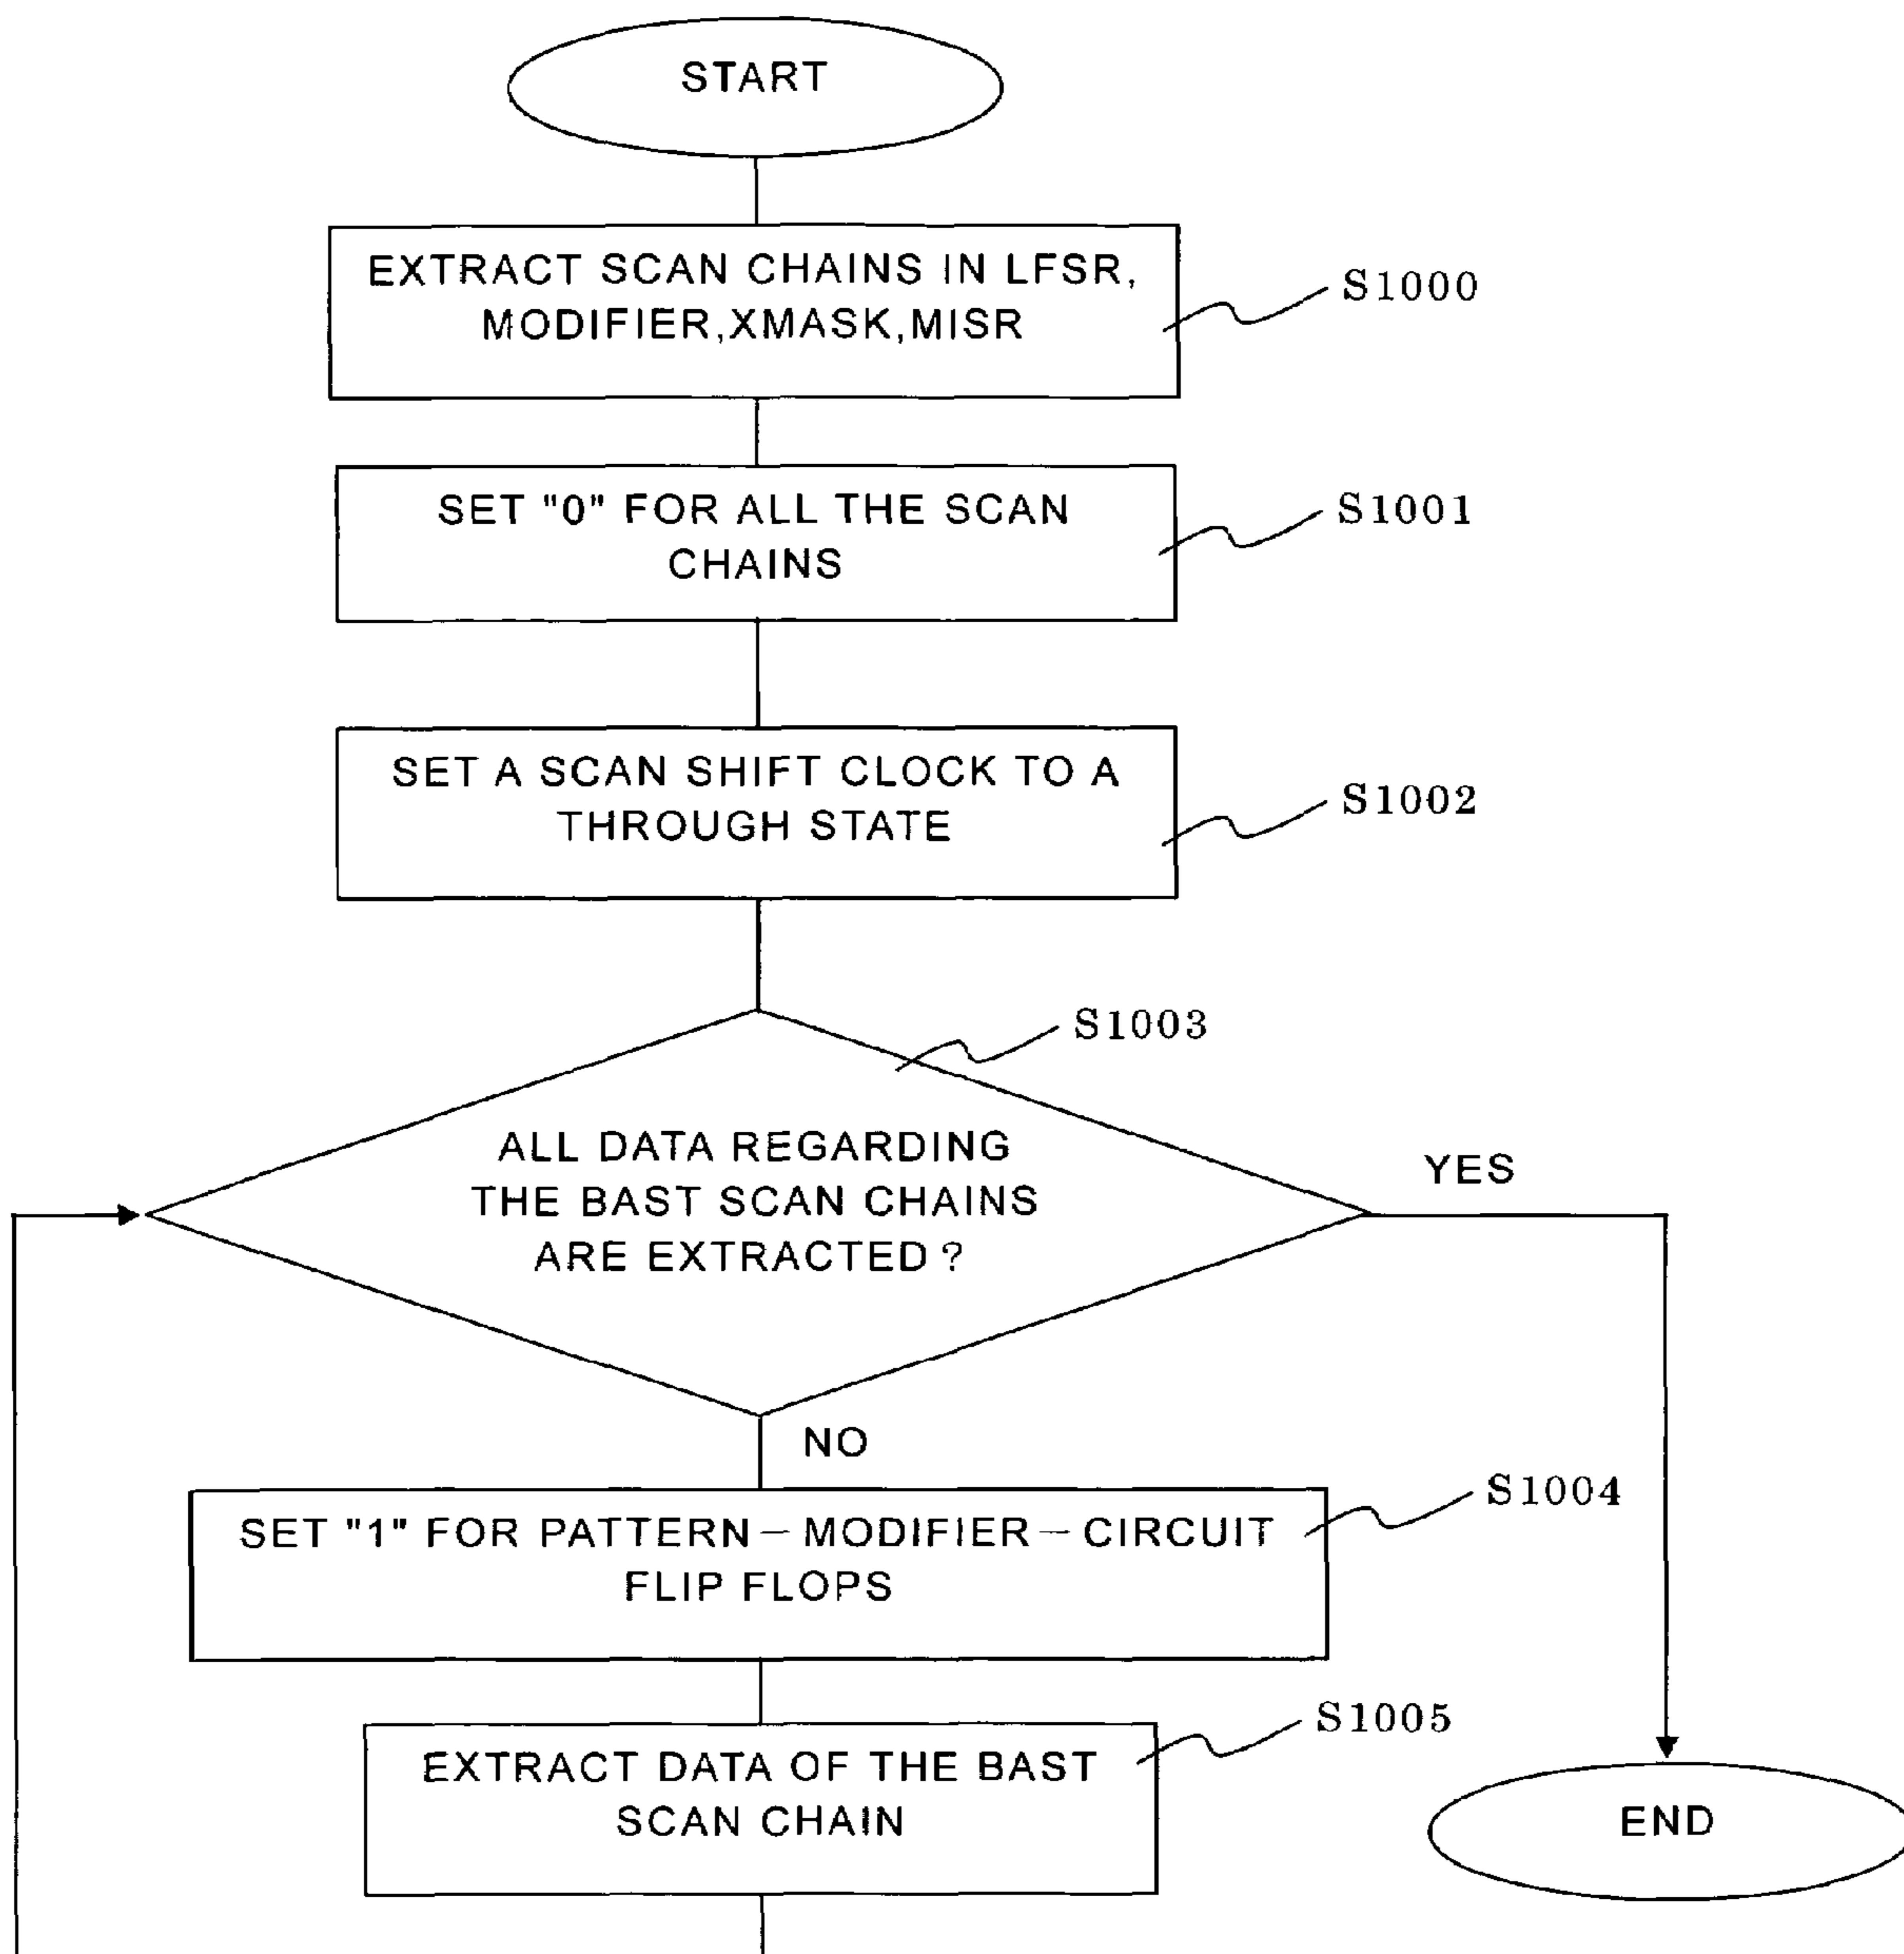 START
EXTRACT SCAN CHAINS IN LFSR,
MODIFIER,XMASK,MISR
S1000
SET "0" FOR ALL THE SCAN
CHAINS
S1001
SET A SCAN SHIFT CLOCK TO A
THROUGH STATE
S1002
S1003
ALL DATA REGARDING
THE BAST SCAN CHAINS
ARE EXTRACTED?
YES
NO
SET "1" FOR PATTERN—MODIFIER—CIRCUIT
FLIP FLOPS
S1004
EXTRACT DATA OF THE BAST
SCAN CHAIN
S1005
END